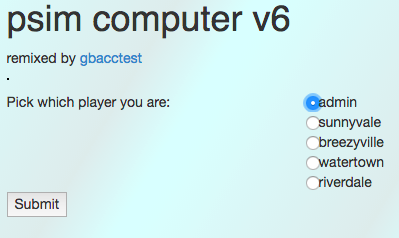 psim computer v6
remixed by gbacctest
.
Pick which player you are:
admin
sunnyvale
breezyville
watertown
riverdale
Submit